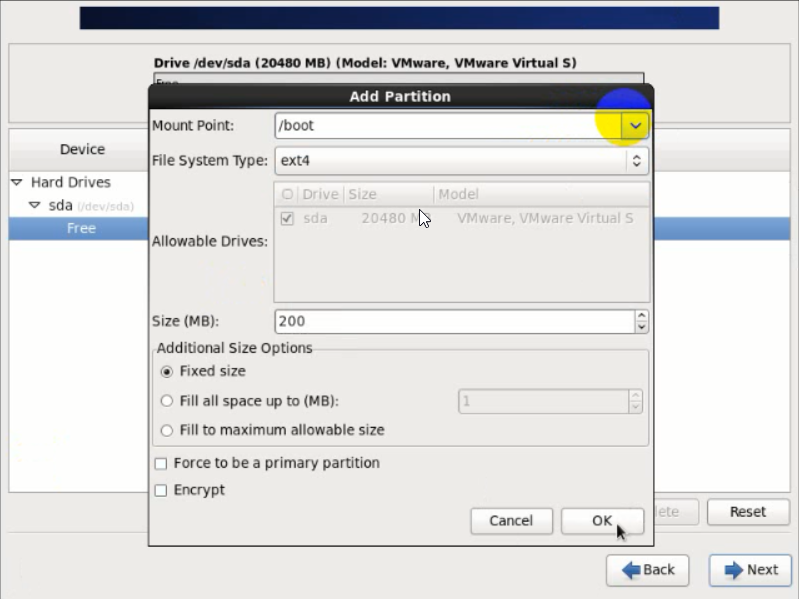 Drive /dev/sda (20480 MB) (Model: VMware, VMware Virtual S)
Free
Add Partition
Mount Point: /boot
File System Type: ext4
Drive Size Model
sda 20480 VMware, VMware Virtual S
Allowable Drives:
Size (MB): 200
Additional Size Options
Fixed size
Fill all space up to (MB): 1
Fill to maximum allowable size
Force to be a primary partition
Encrypt
Cancel OK
Device
Hard Drives
sda (/dev/sda)
Free
Reset
Back Next